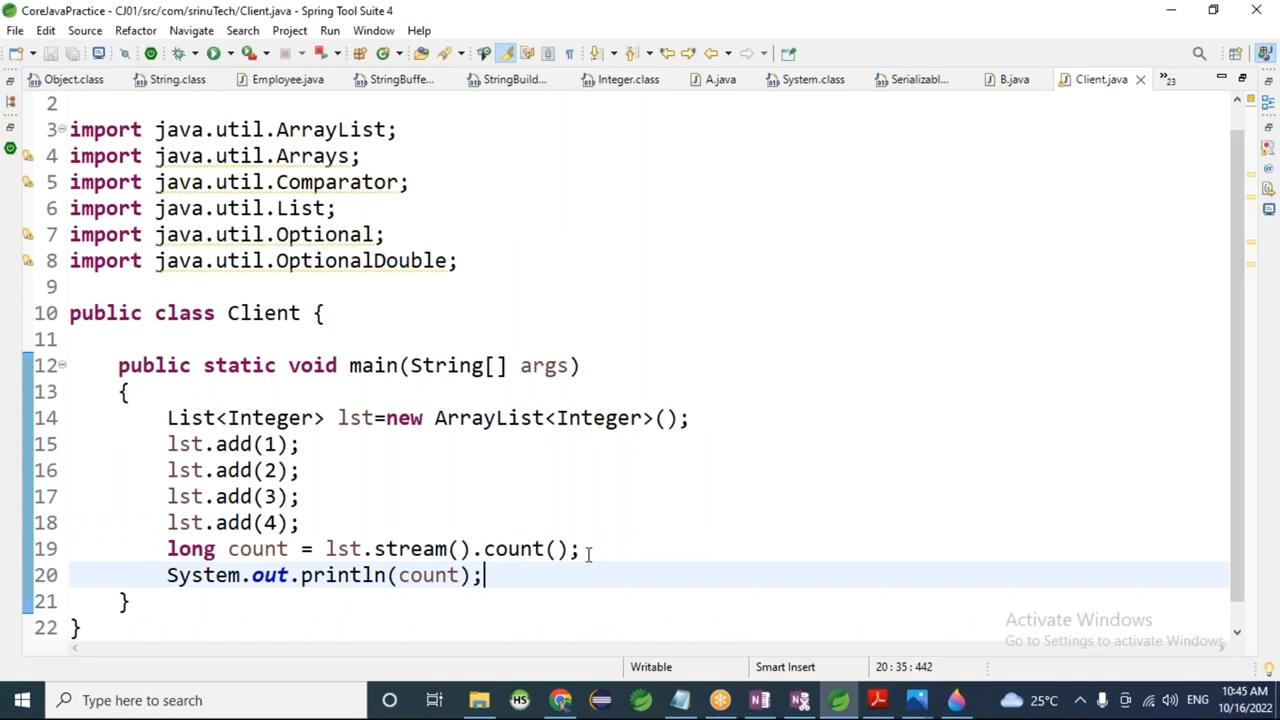 CoreJavaPractice - CJ01/src/com/srinuTech/Client.java - Spring Tool Suite 4
File Edit Source Refactor Navigate Search Project Run Window Help
Object.class String.class Employee.java StringBuffe... StringBuild... Integer.class A.java System.class Serializabl... B.java Client.java 23
2
3 import java.util.ArrayList;
4 import java.util.Arrays;
5 import java.util.Comparator;
6 import java.util.List;
7 import java.util.Optional;
8 import java.util.OptionalDouble;
9
10 public class Client {
11
12 public static void main(String[] args)
13 {
14 List<Integer> lst=new ArrayList<Integer>();
15 lst.add(1);
16 lst.add(2);
17 lst.add(3);
18 lst.add(4);
19 long count = lst.stream().count();
20 System.out.println(count);
21 }
22 }
Activate Windows
Go to Settings to activate Windows.
Writable Smart Insert 20 : 35 : 442
Type here to search HS N 25°C ENG 10:45 AM
10/16/2022